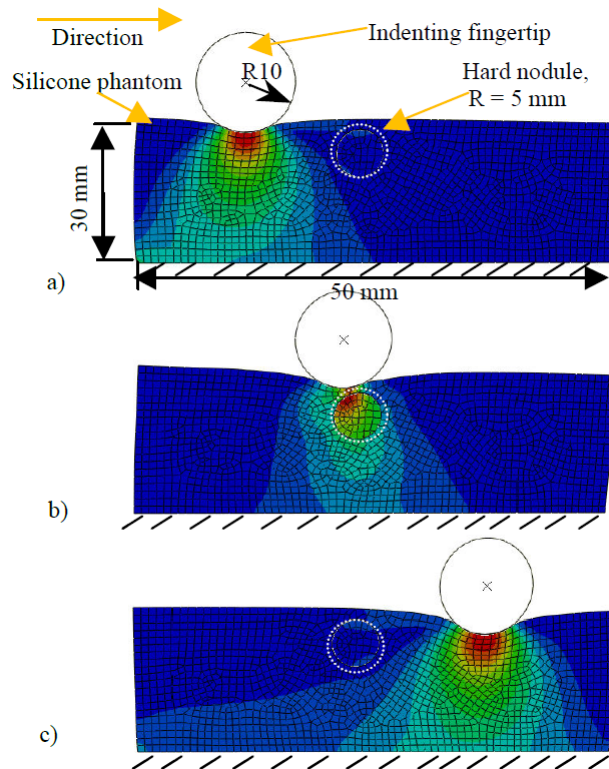 Direction
Indenting fingertip
Silicone phantom
R10
Hard nodule,
R = 5 mm
30 mm
a)
50 mm
b)
c)